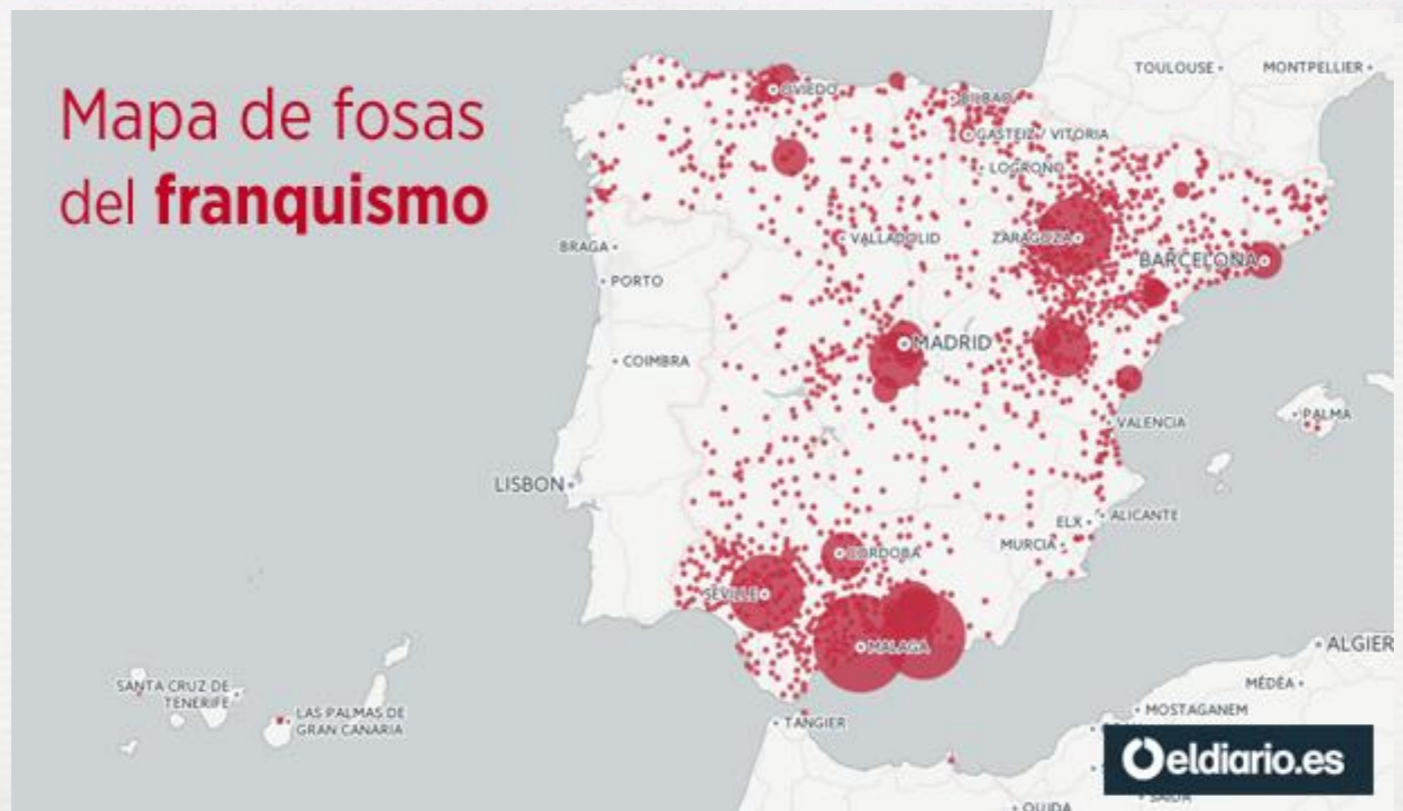 Mapa de fosas
del franquismo
TOULOUSE
MONTPELLIER
OVIEDO
BILBAO
GASTEIZ / VITORIA
LOGROÑO
VALLADOLID
ZARAGOZA
BARCELONA
BRAGA
PORTO
MADRID
COIMBRA
PALMA
VALENCIA
LISBON
ELX
ALICANTE
MURCIA
CÓRDOBA
SEVILLE
MALAGA
ALGIER
SANTA CRUZ DE
TENERIFE
MÉDÉA
LAS PALMAS DE
GRAN CANARIA
MOSTAGANEM
TANGIER
eldiario.es
OUJDA
SAIDA